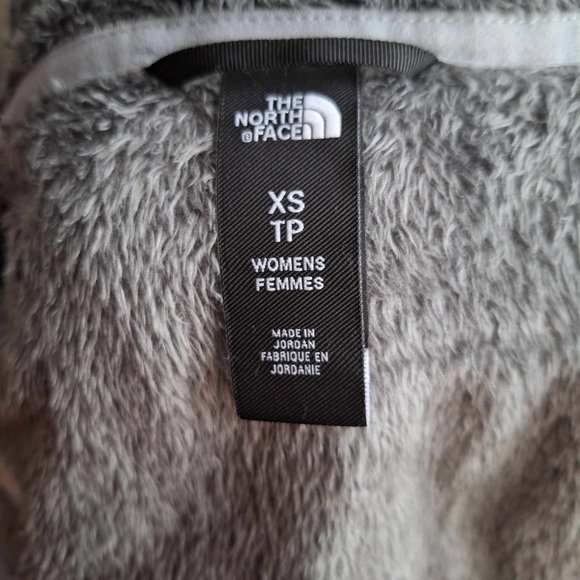 THE
NORTH
FACE
XS
TP
WOMENS
FEMMES
MADE IN
JORDAN
FABRIQUE EN
JORDANIE